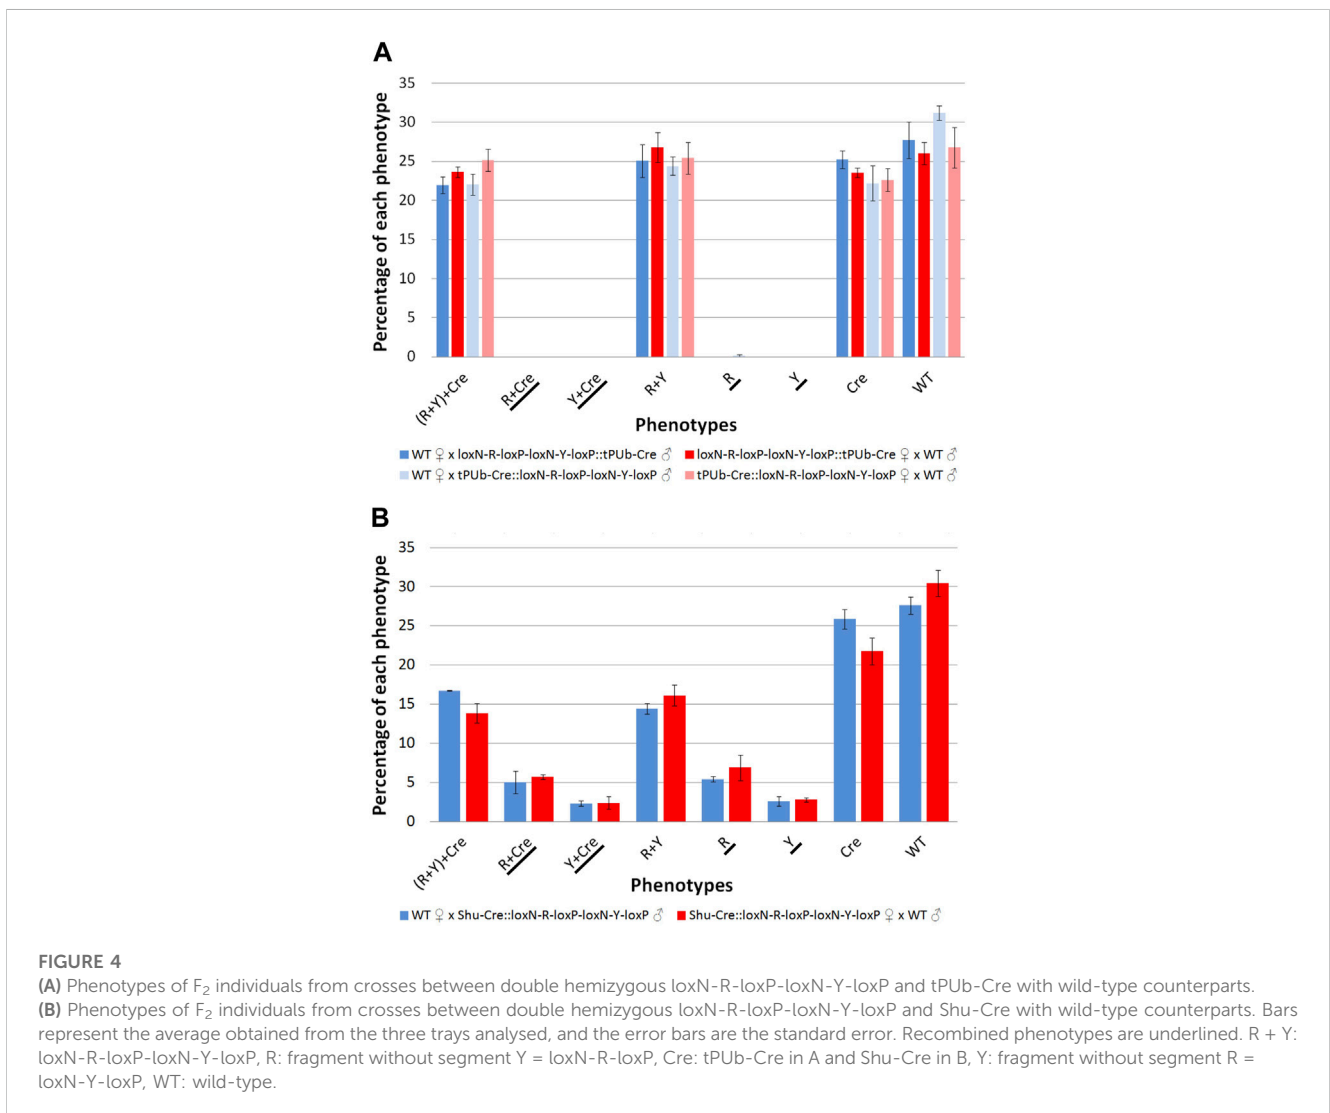 A
Percentage of each phenotype
35
30
25
20
15
10
5
0
(R+Y)+Cre
R+Cre
Y+Cre
R+Y
R
Y
Cre
WT
Phenotypes
WT ♀ x loxN-R-loxP-loxN-Y-loxP::tPUb-Cre ♂
loxN-R-loxP-loxN-Y-loxP::tPUb-Cre ♀ x WT ♂
WT ♀ x tPUb-Cre::loxN-R-loxP-loxN-Y-loxP ♂
tPUb-Cre::loxN-R-loxP-loxN-Y-loxP ♀ x WT ♂
B
Percentage of each phenotype
35
30
25
20
15
10
5
0
(R+Y)+Cre
R+Cre
Y+Cre
R+Y
R
Y
Cre
WT
Phenotypes
WT ♀ x Shu-Cre::loxN-R-loxP-loxN-Y-loxP ♂
Shu-Cre::loxN-R-loxP-loxN-Y-loxP ♀ x WT ♂
FIGURE 4
(A) Phenotypes of F₂ individuals from crosses between double hemizygous loxN-R-loxP-loxN-Y-loxP and tPUb-Cre with wild-type counterparts.
(B) Phenotypes of F₂ individuals from crosses between double hemizygous loxN-R-loxP-loxN-Y-loxP and Shu-Cre with wild-type counterparts. Bars
represent the average obtained from the three trays analysed, and the error bars are the standard error. Recombined phenotypes are underlined. R + Y:
loxN-R-loxP-loxN-Y-loxP, R: fragment without segment Y = loxN-R-loxP, Cre: tPUb-Cre in A and Shu-Cre in B, Y: fragment without segment R =
loxN-Y-loxP, WT: wild-type.